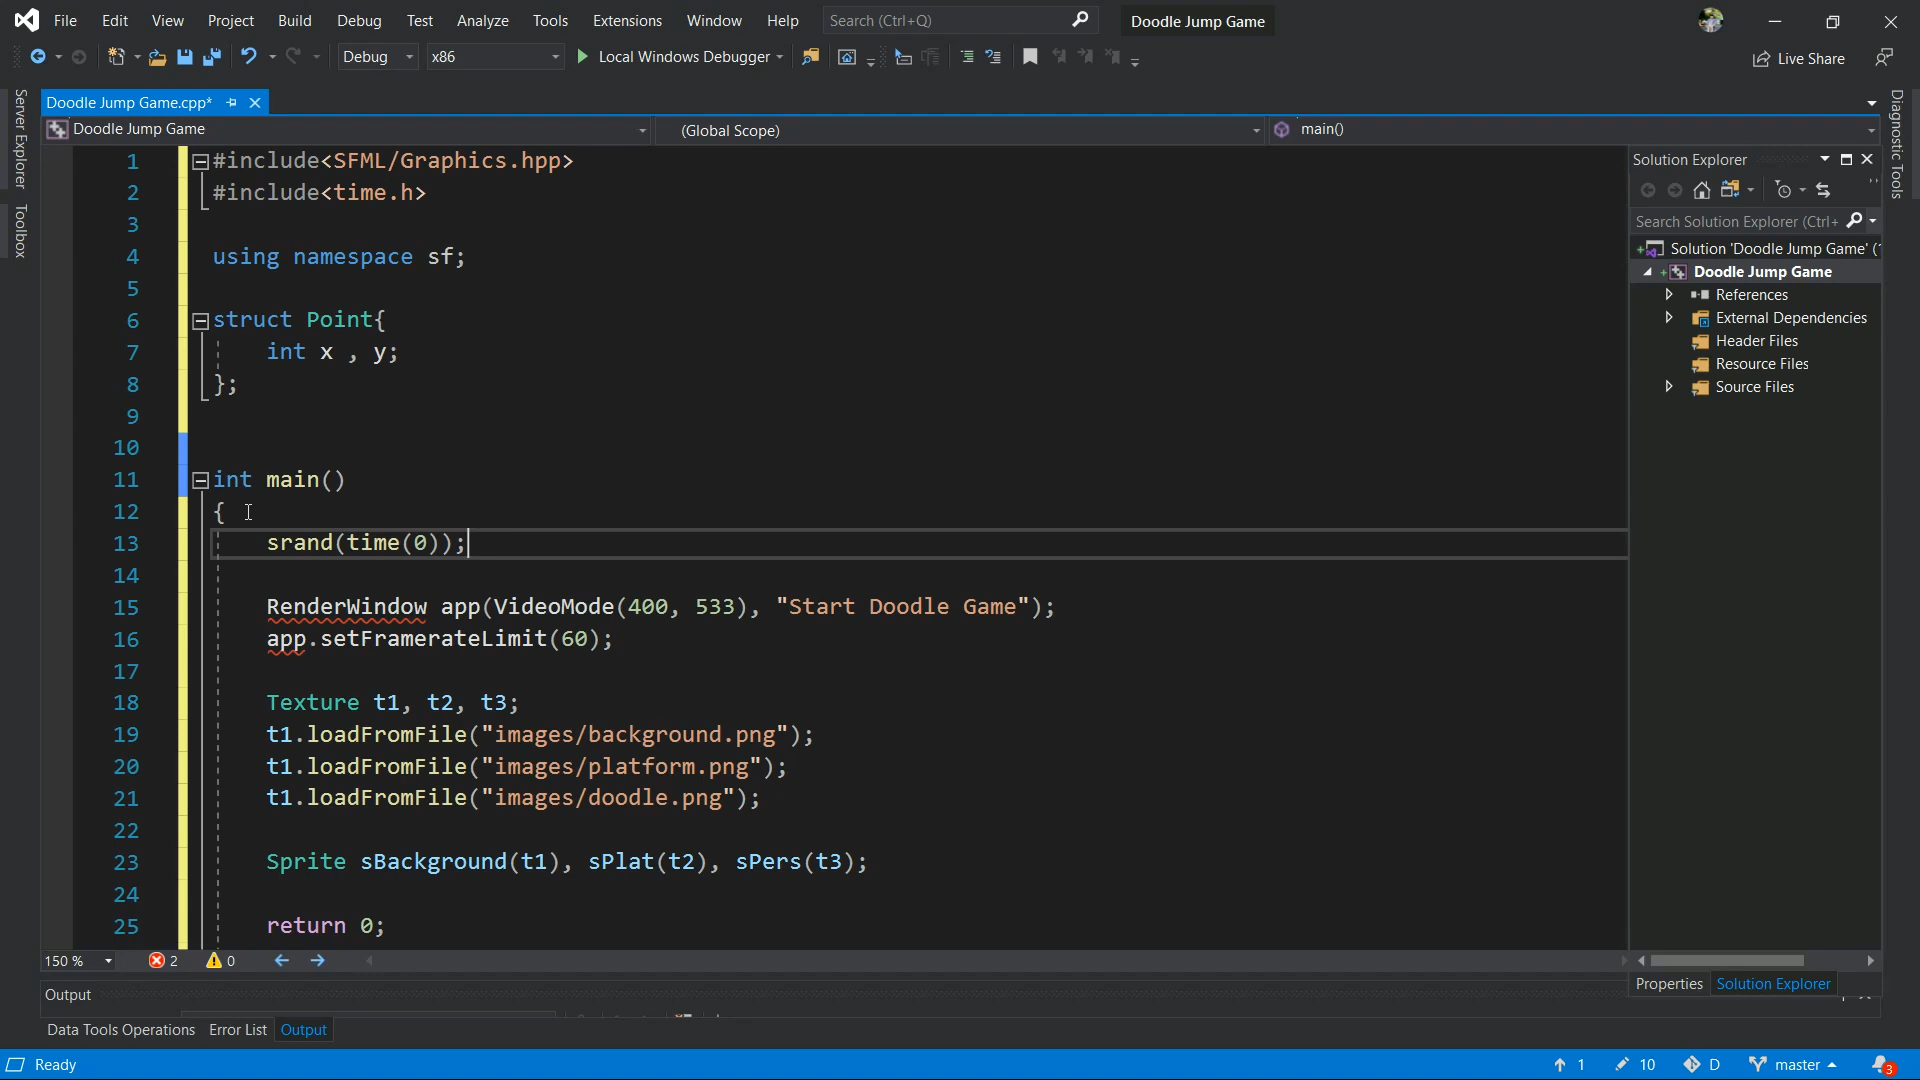 File Edit View Project Build Debug Test Analyze Tools Extensions Window Help Search (Ctrl+Q) Doodle Jump Game
Debug x86 Local Windows Debugger Live Share
Server Explorer
Toolbox
Diagnostic Tools
Doodle Jump Game.cpp*
Doodle Jump Game (Global Scope) main()
1 #include<SFML/Graphics.hpp>
2 #include<time.h>
3
4 using namespace sf;
5
6 struct Point{
7 int x , y;
8 };
9
10
11 int main()
12 {
13 srand(time(0));
14
15 RenderWindow app(VideoMode(400, 533), "Start Doodle Game");
16 app.setFramerateLimit(60);
17
18 Texture t1, t2, t3;
19 t1.loadFromFile("images/background.png");
20 t1.loadFromFile("images/platform.png");
21 t1.loadFromFile("images/doodle.png");
22
23 Sprite sBackground(t1), sPlat(t2), sPers(t3);
24
25 return 0;
Solution Explorer
Search Solution Explorer (Ctrl+
Solution 'Doodle Jump Game' (
Doodle Jump Game
References
External Dependencies
Header Files
Resource Files
Source Files
150 % 2 0
Properties Solution Explorer
Output
Data Tools Operations Error List Output
Ready 1 10 D master 3